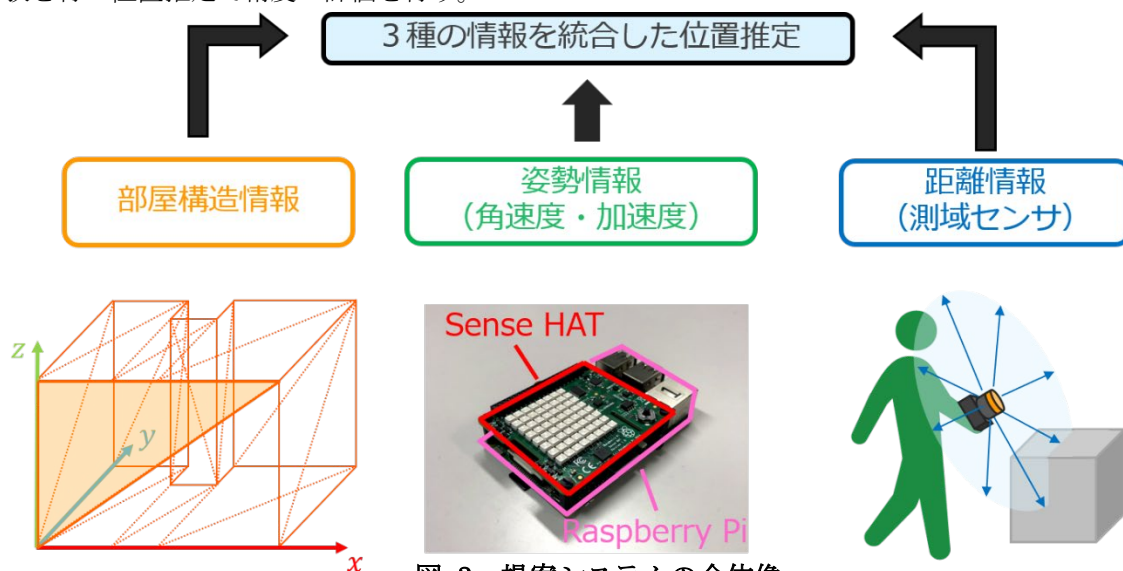 3種の情報を統合した位置推定
部屋構造情報
姿勢情報
(角速度・加速度)
距離情報
(測域センサ)
Sense HAT
Raspberry Pi
z
y
x